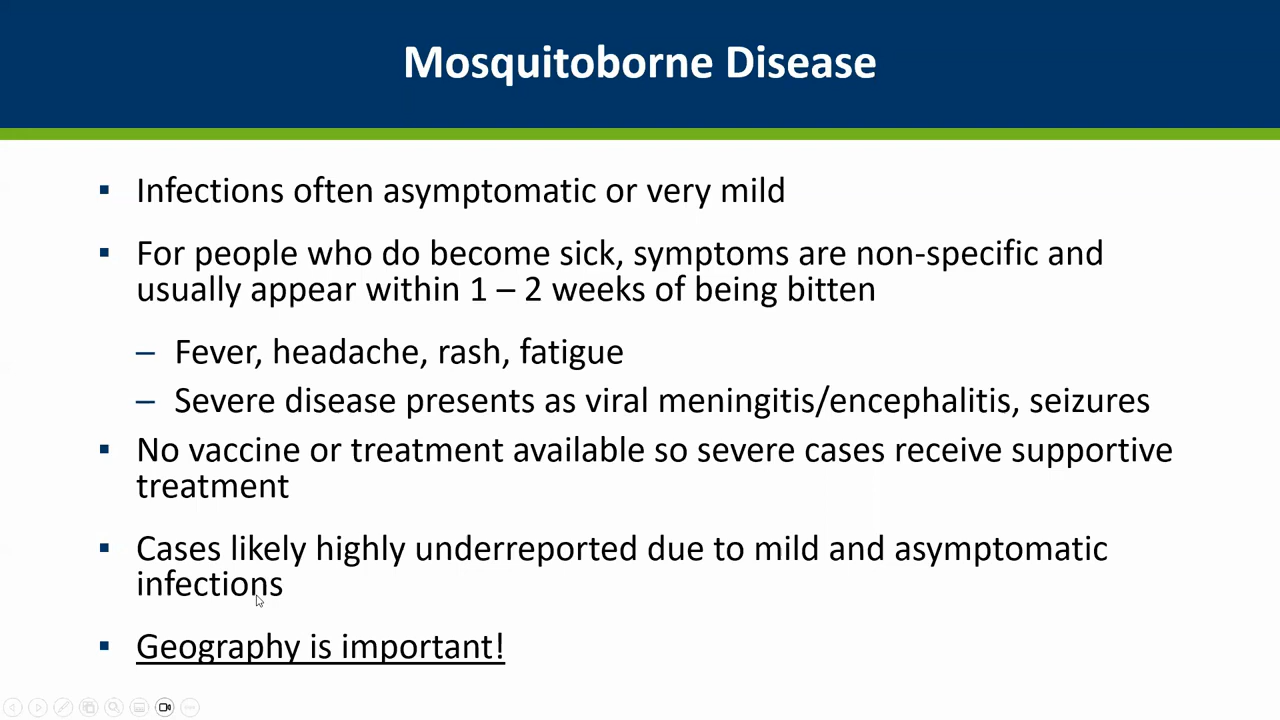 Mosquitoborne Disease
▪ Infections often asymptomatic or very mild
▪ For people who do become sick, symptoms are non-specific and
usually appear within 1 – 2 weeks of being bitten
– Fever, headache, rash, fatigue
– Severe disease presents as viral meningitis/encephalitis, seizures
▪ No vaccine or treatment available so severe cases receive supportive
treatment
▪ Cases likely highly underreported due to mild and asymptomatic
infections
▪ Geography is important!